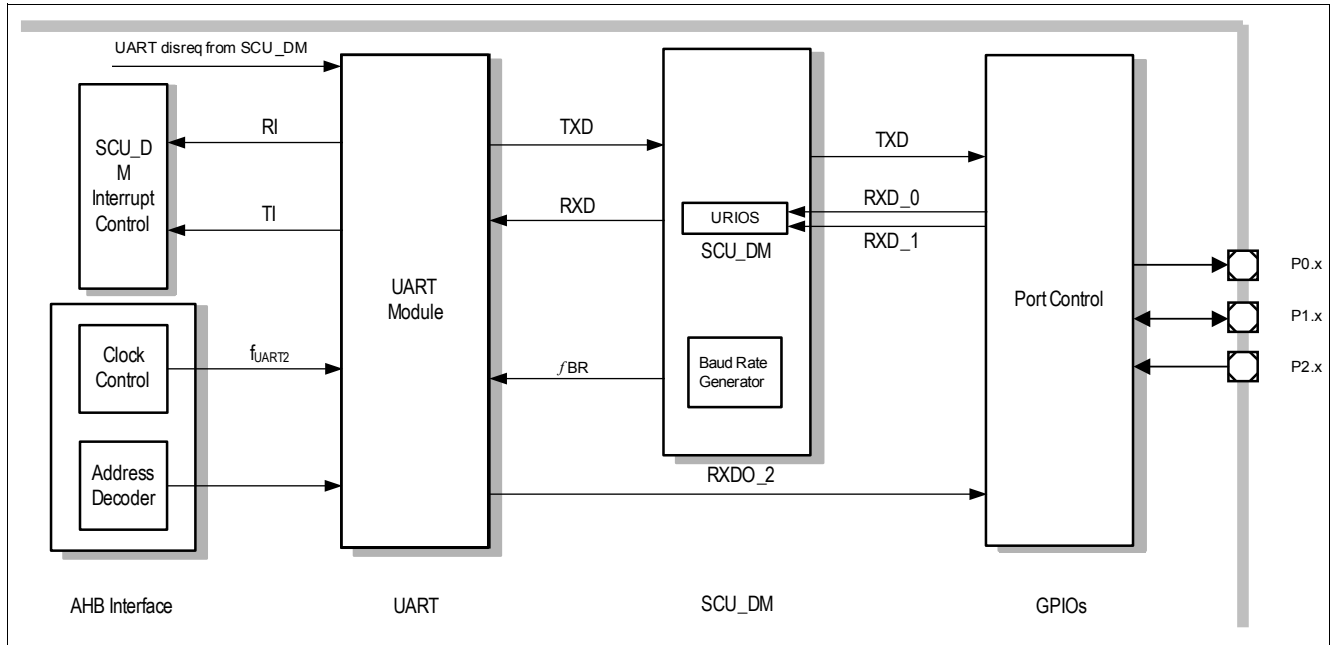 UART disreq from SCU_DM
SCU_D
M
Interrupt
Control
RI
TI
Clock
Control
Address
Decoder
fUART2
UART
Module
TXD
RXD
fBR
RXDO_2
URIOS
SCU_DM
Baud Rate
Generator
TXD
RXD_0
RXD_1
Port Control
P0.x
P1.x
P2.x
AHB Interface
UART
SCU_DM
GPIOs